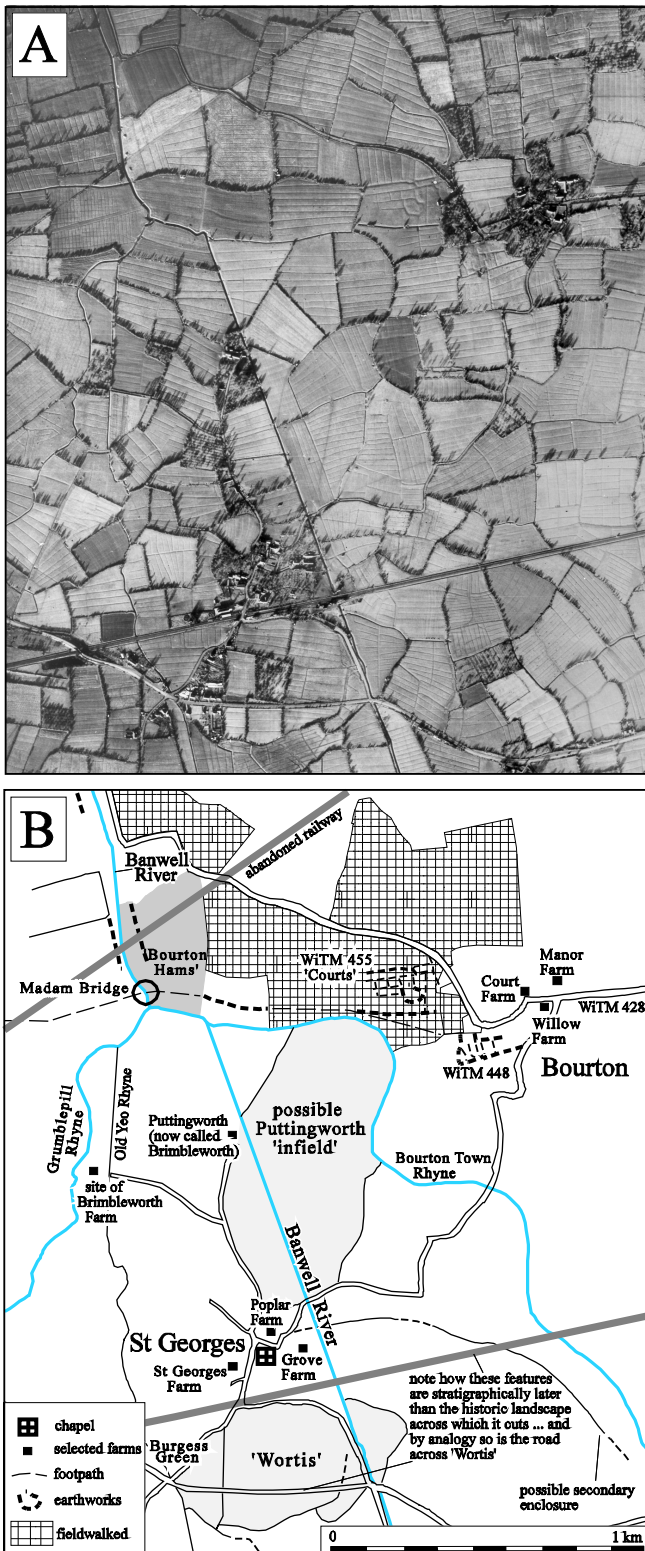 A
B
abandoned railway
Banwell
River
Bourton
Hams'
WiTM 455
'Courts'
Manor
Farm
Court
Farm
Madam Bridge
WiTM 428
Willow
Farm
WiTM 448
Bourton
Grumblepill
Rhyne
Old Yeo Rhyne
Puttingworth
(now called
Brimbleworth)
possible
Puttingworth
'infield'
Bourton Town
Rhyne
site of
Brimbleworth
Farm
Banwell River
Poplar
Farm
St Georges
Grove
Farm
St Georges
Farm
note how these features
are stratigraphically later
than the historic landscape
across which it cuts ... and
by analogy so is the road
across 'Wortis'
Burgess
Green
'Wortis'
possible secondary
enclosure
chapel
selected farms
footpath
earthworks
fieldwalked
0 1 km